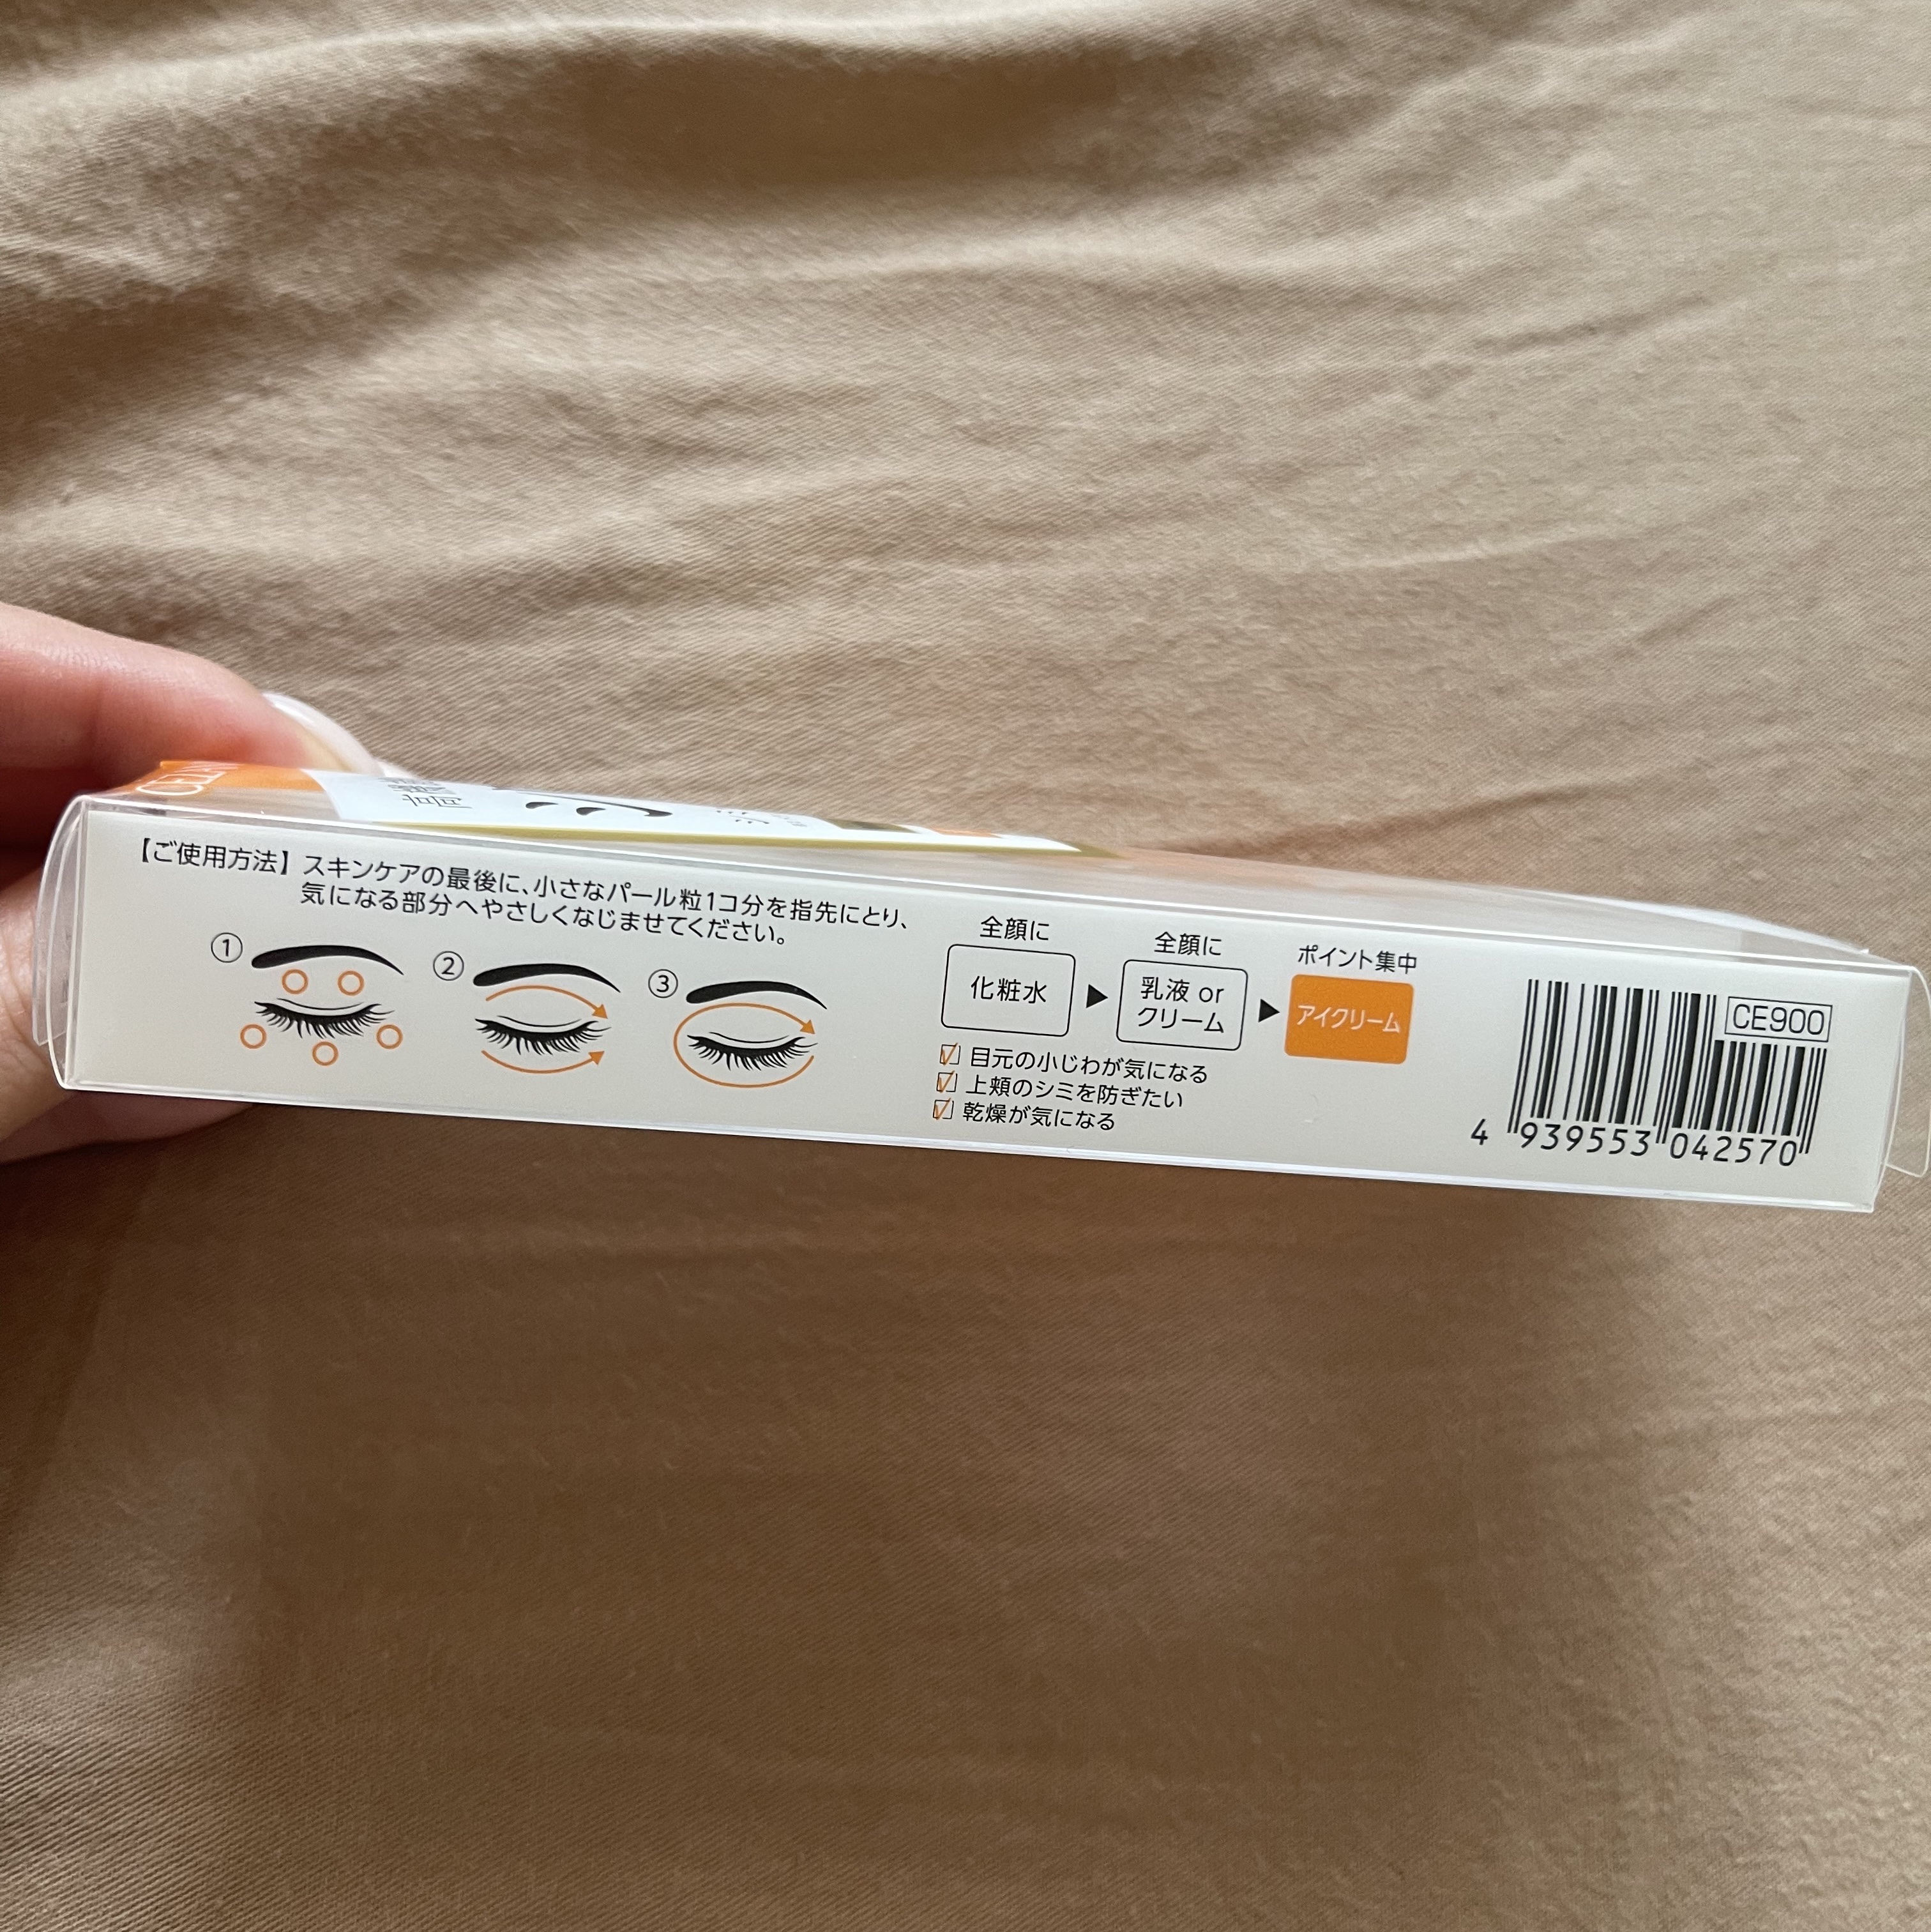 【ご使用方法】スキンケアの最後に、小さなパール粒1コ分を指先にとり、
気になる部分へやさしくなじませてください。
①
②
③
全顔に
化粧水
▶
全顔に
乳液 or
クリーム
▶
ポイント集中
アイクリーム
☑ 目元の小じわが気になる
☑ 上頬のシミを防ぎたい
☑ 乾燥が気になる
CE900
4 939553 042570